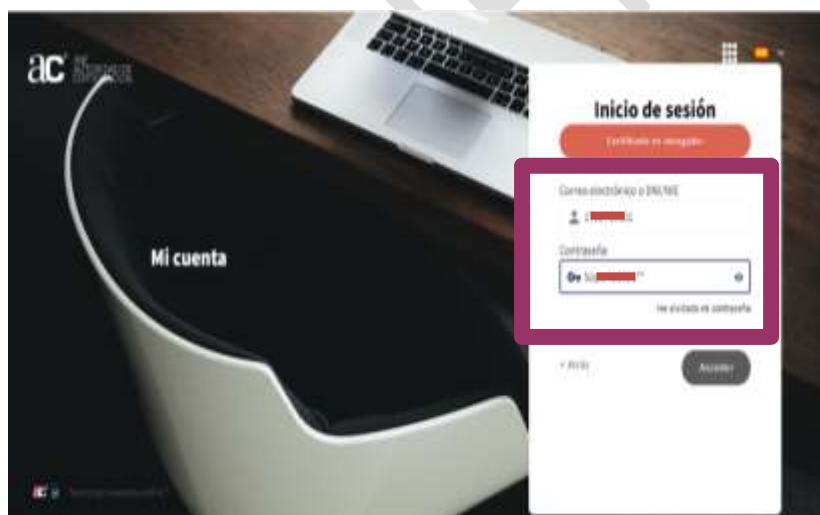 ac
Inicio de sesión
Certificado en navegador
Correo electrónico o DNI/NIE
Contraseña
Mi cuenta
He olvidado mi contraseña
< Atrás
Acceder
ac